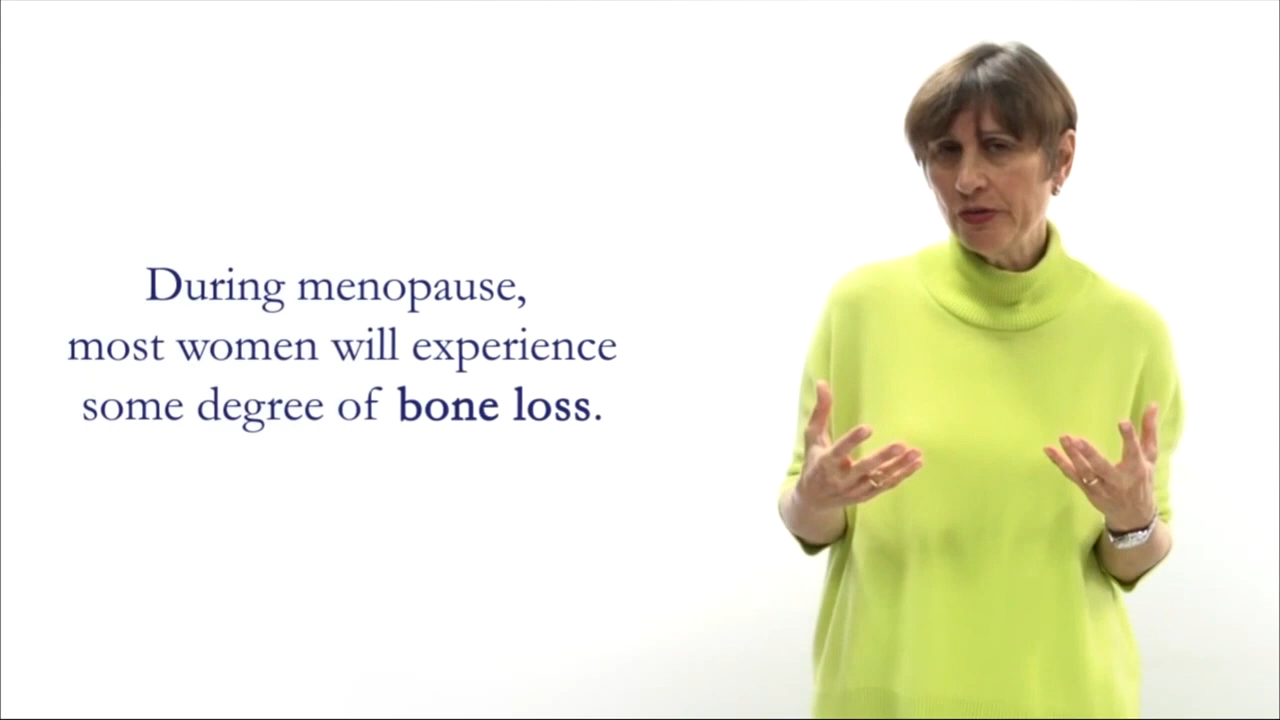 During menopause,
most women will experience
some degree of bone loss.